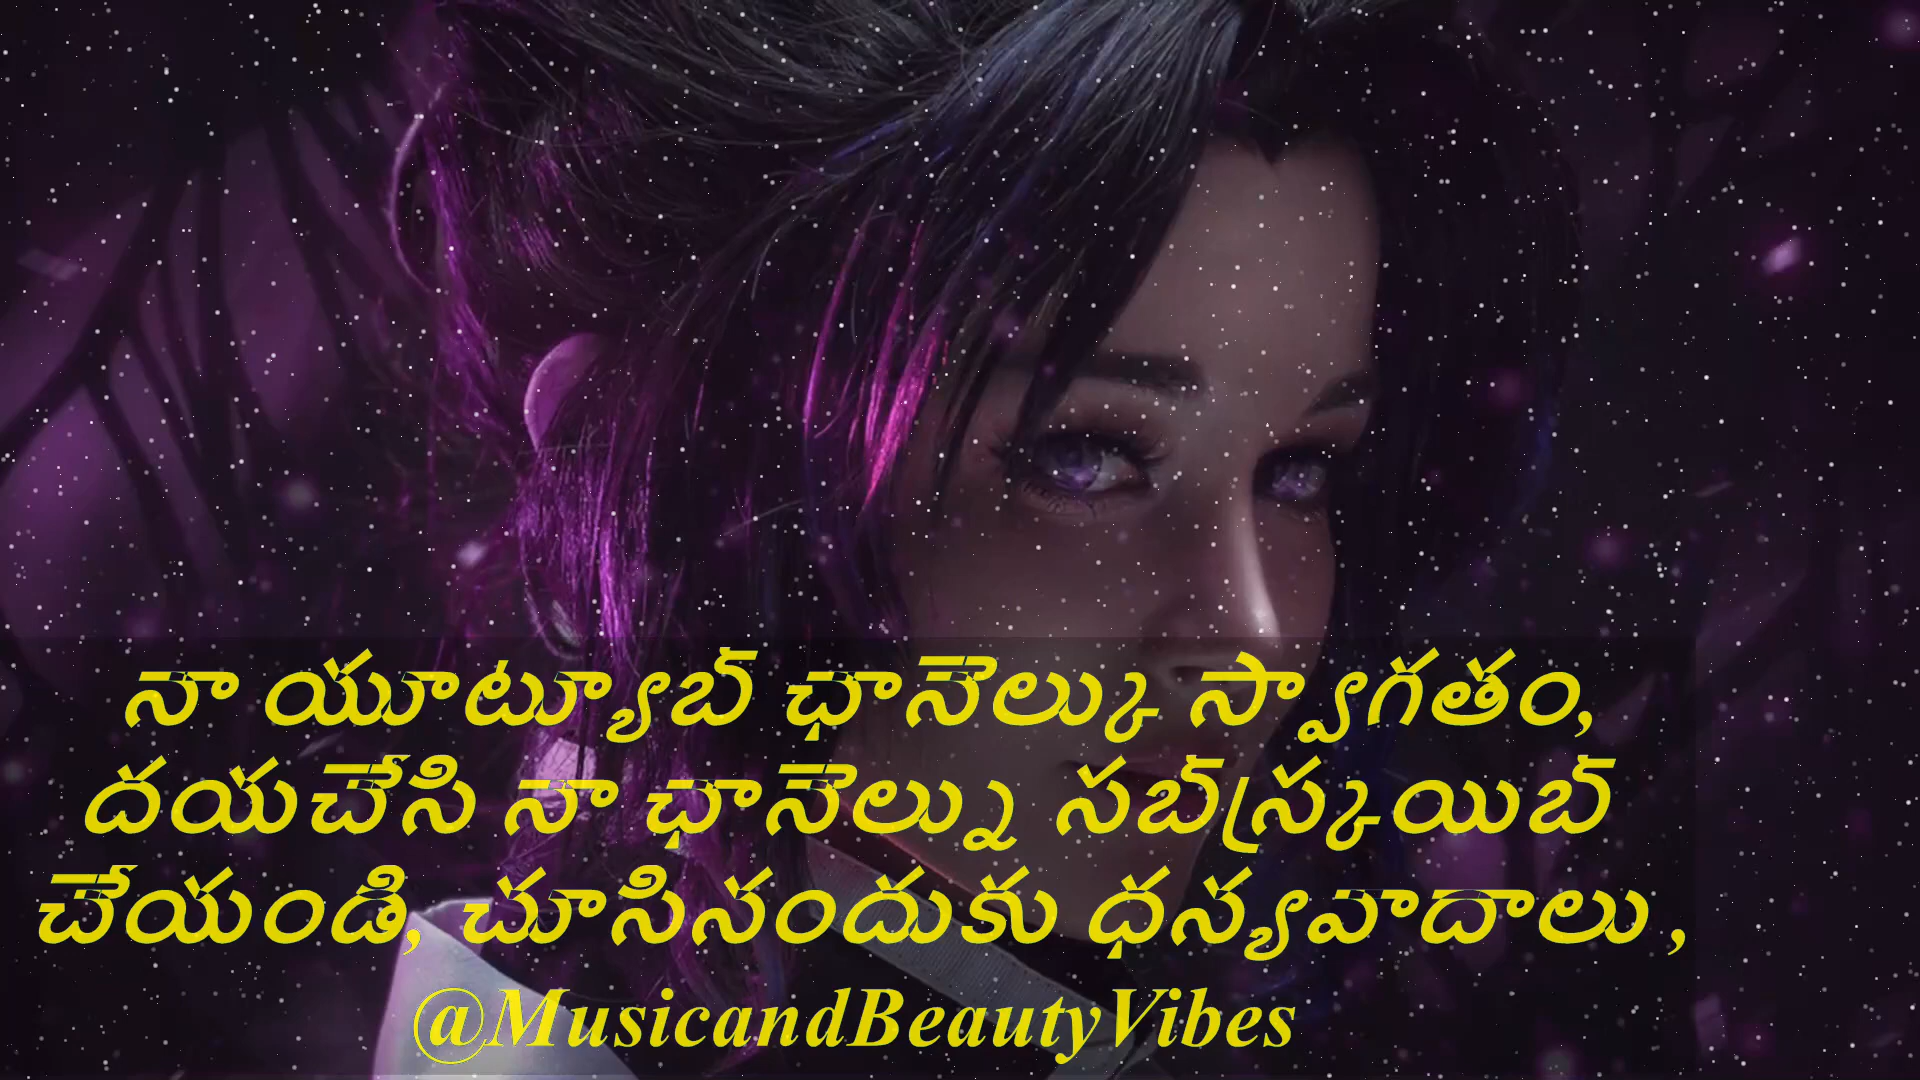 నా యూట్యూబ్ ఛానెల్కు స్వాగతం,
దయచేసి నా ఛానెల్ను సబ్స్క్రయిబ్
చేయండి, చూసినందుకు ధన్యవాదాలు,
@MusicandBeautyVibes